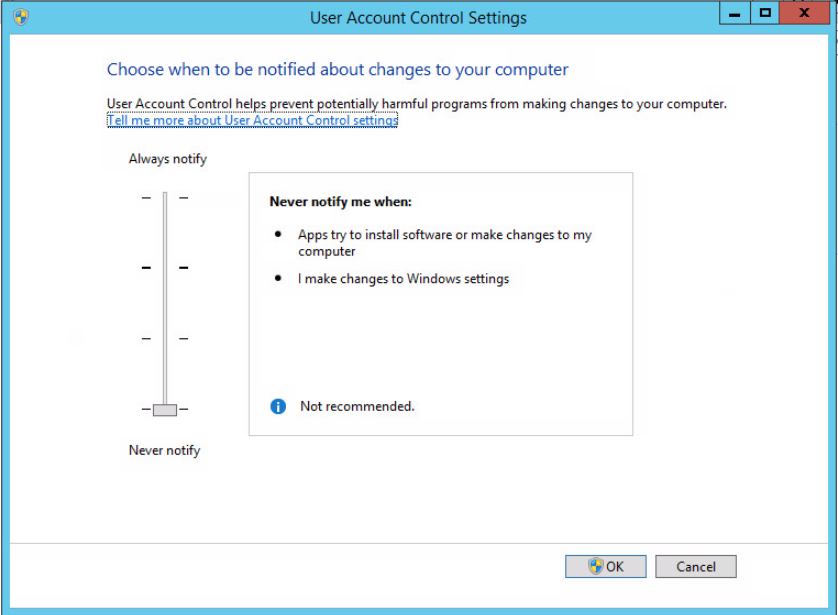 User Account Control Settings
Choose when to be notified about changes to your computer
User Account Control helps prevent potentially harmful programs from making changes to your computer.
Tell me more about User Account Control settings
Always notify
Never notify me when:
Apps try to install software or make changes to my
computer
I make changes to Windows settings
Not recommended.
Never notify
OK
Cancel